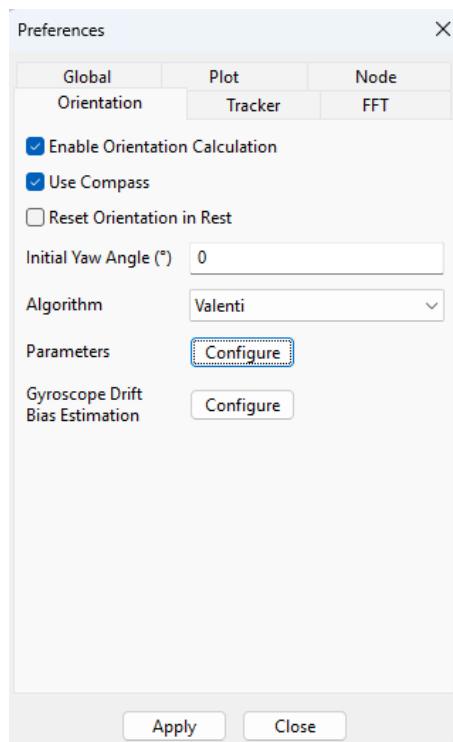 Preferences
Global Plot Node
Orientation Tracker FFT
Enable Orientation Calculation
Use Compass
Reset Orientation in Rest
Initial Yaw Angle (°) 0
Algorithm Valenti
Parameters Configure
Gyroscope Drift
Bias Estimation Configure
Apply Close